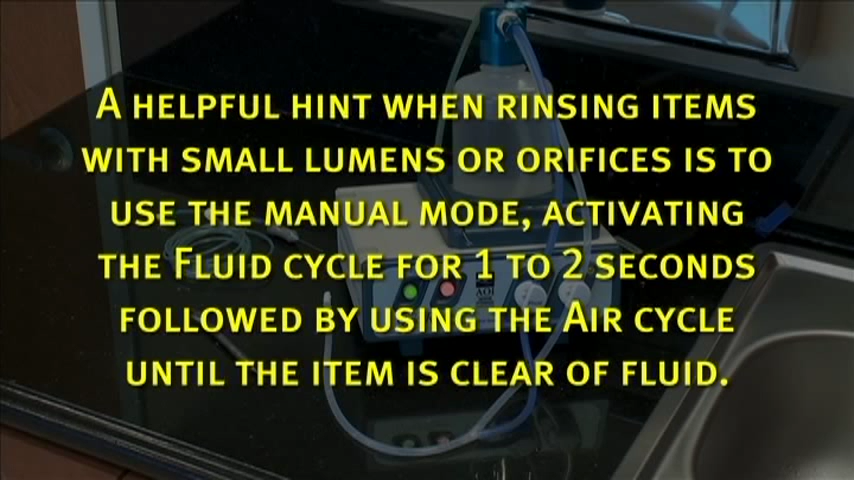 A HELPFUL HINT WHEN RINSING ITEMS
WITH SMALL LUMENS OR ORIFICES IS TO
USE THE MANUAL MODE, ACTIVATING
THE FLUID CYCLE FOR 1 TO 2 SECONDS
FOLLOWED BY USING THE AIR CYCLE
UNTIL THE ITEM IS CLEAR OF FLUID.